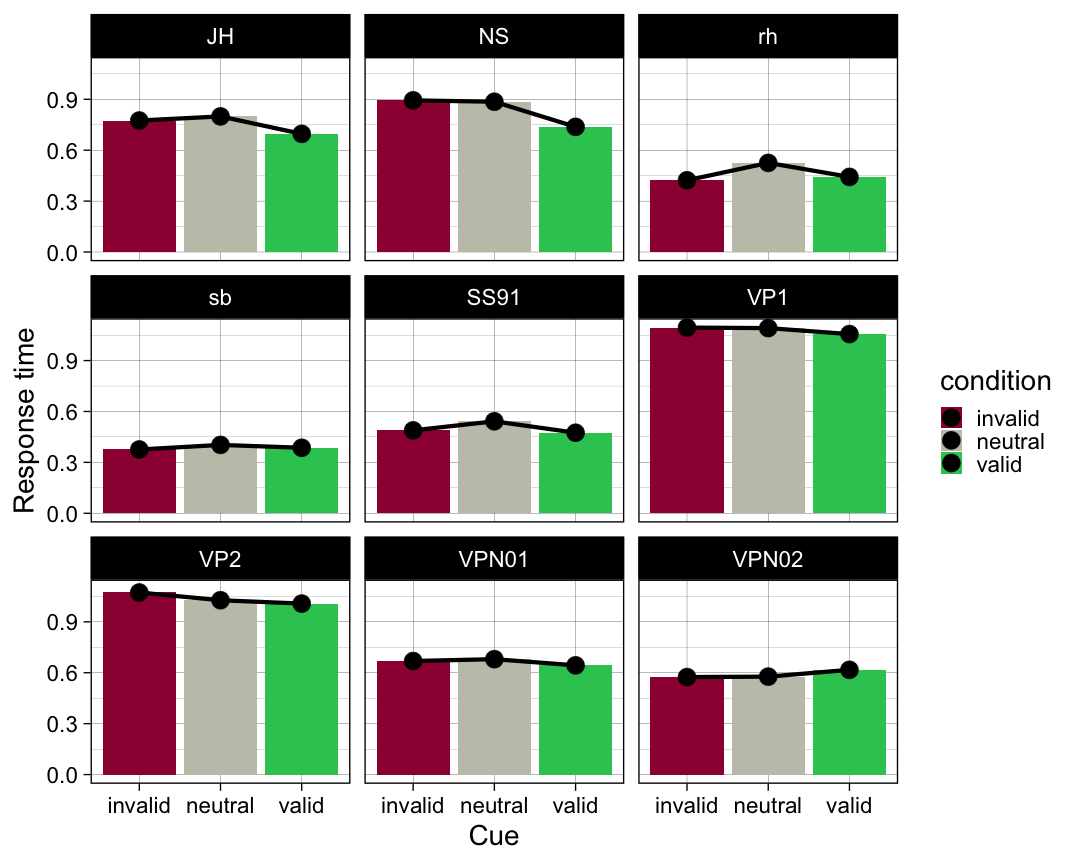 JH
NS
rh
0.9
0.6
0.3
0.0
sb
SS91
VP1
0.9
0.6
0.3
0.0
VP2
VPN01
VPN02
0.9
0.6
0.3
0.0
invalid neutral valid
invalid neutral valid
invalid neutral valid
Cue
Response time
condition
invalid
neutral
valid